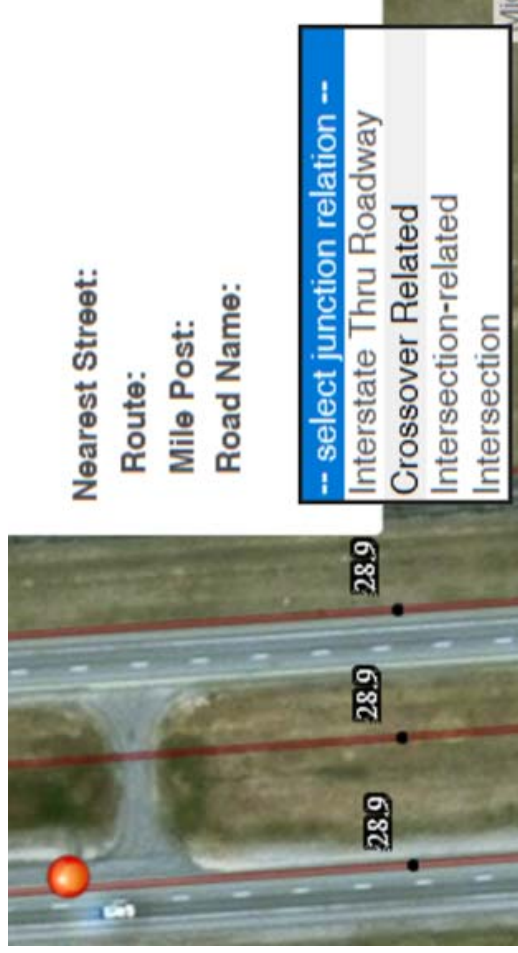 Nearest Street:
Route:
Mile Post:
Road Name:
-- select junction relation --
Interstate Thru Roadway
Crossover Related
Intersection-related
Intersection
28.9
28.9
28.9